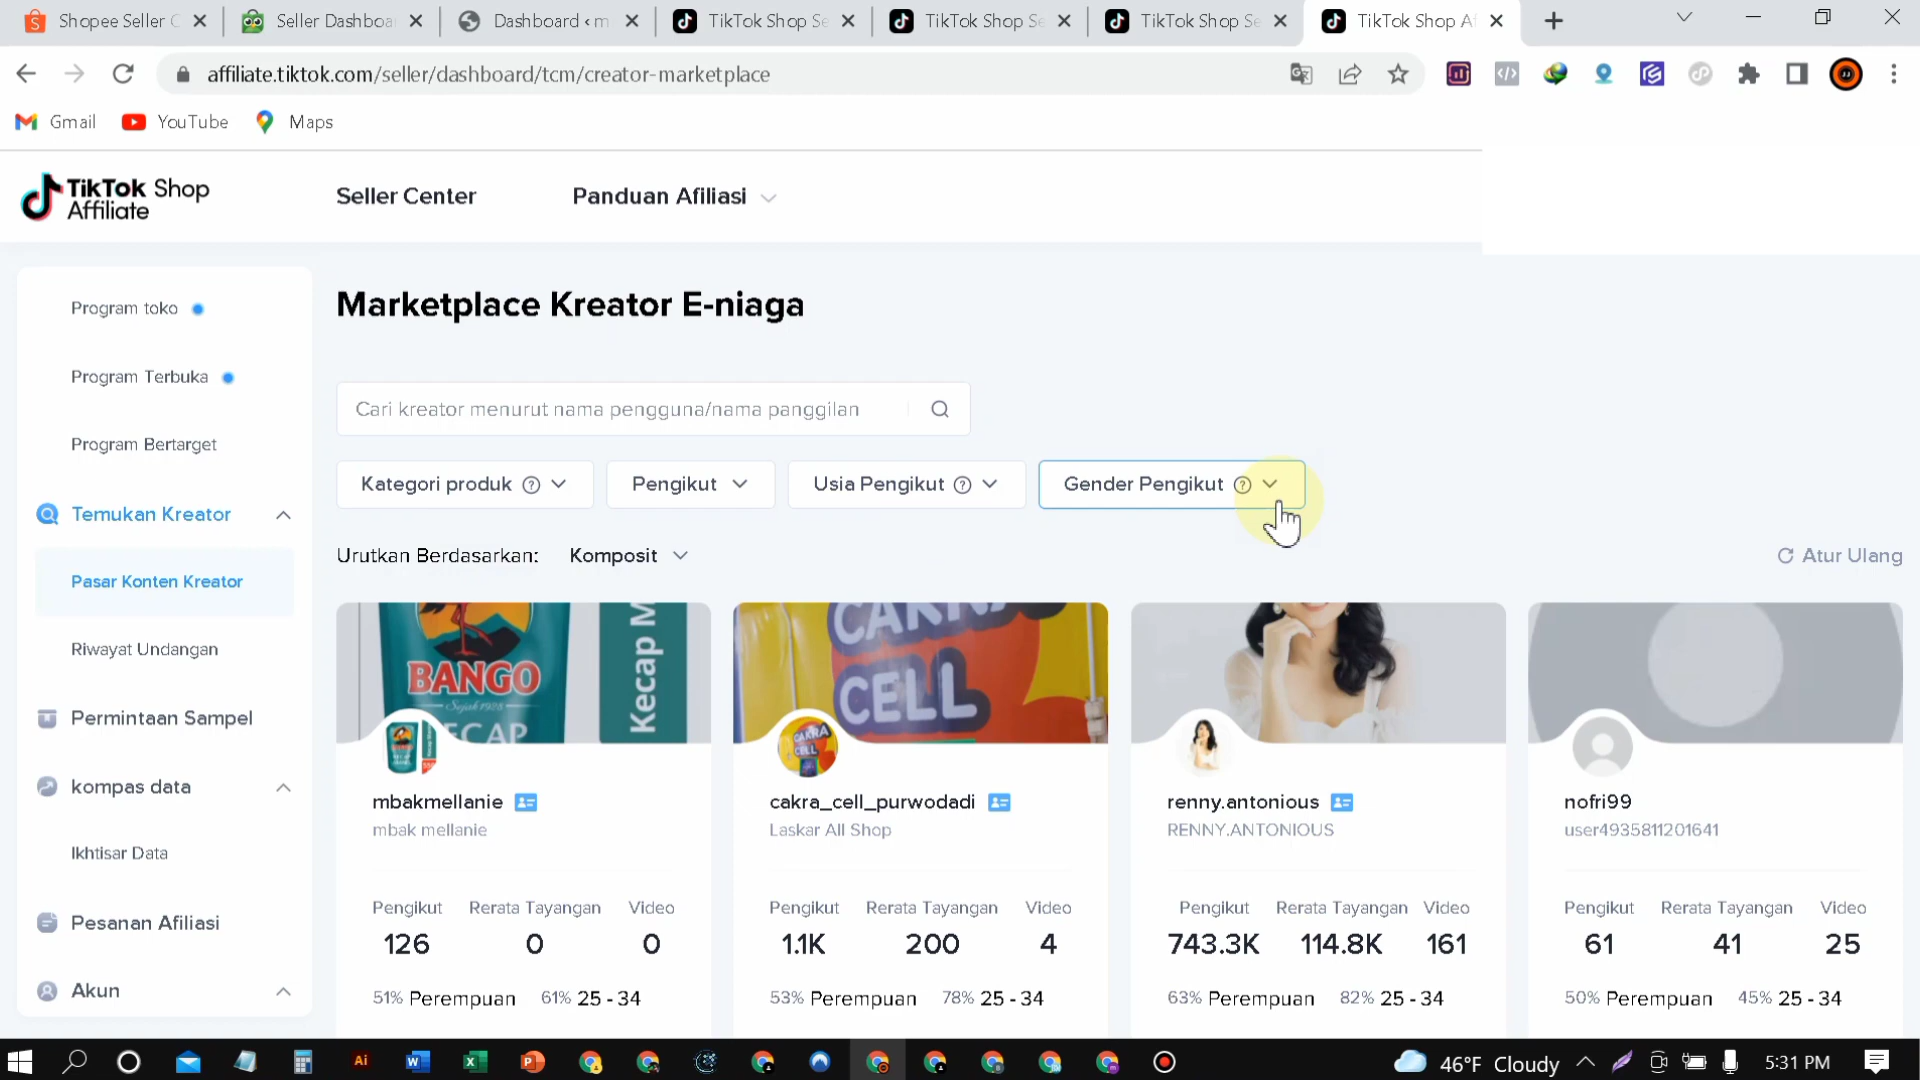 Shopee Seller C
Seller Dashboa
Dashboard ‹ m
TikTok Shop Se
TikTok Shop Se
TikTok Shop Se
TikTok Shop Af
affiliate.tiktok.com/seller/dashboard/tcm/creator-marketplace
Gmail
YouTube
Maps
TikTok Shop
Affiliate
Seller Center
Panduan Afiliasi
Program toko
Program Terbuka
Program Bertarget
Temukan Kreator
Pasar Konten Kreator
Riwayat Undangan
Permintaan Sampel
kompas data
Ikhtisar Data
Pesanan Afiliasi
Akun
Marketplace Kreator E-niaga
Cari kreator menurut nama pengguna/nama panggilan
Kategori produk
Pengikut
Usia Pengikut
Gender Pengikut
Urutkan Berdasarkan: Komposit
Atur Ulang
BANGO
Sejak 1928
KECAP
Kecap M
mbakmellanie
mbak mellanie
Pengikut Rerata Tayangan Video
126 0 0
51% Perempuan 61% 25 - 34
CAKRA
CELL
cakra_cell_purwodadi
Laskar All Shop
Pengikut Rerata Tayangan Video
1.1K 200 4
53% Perempuan 78% 25 - 34
renny.antonious
RENNY.ANTONIOUS
Pengikut Rerata Tayangan Video
743.3K 114.8K 161
63% Perempuan 82% 25 - 34
nofri99
user4935811201641
Pengikut Rerata Tayangan Video
61 41 25
50% Perempuan 45% 25 - 34
46°F Cloudy
5:31 PM